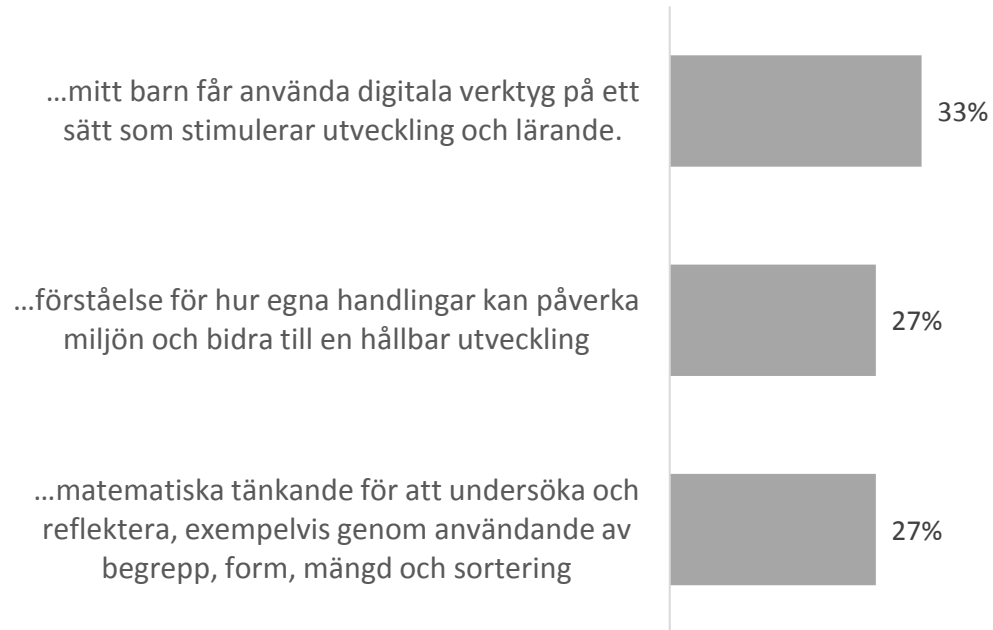 ...mitt barn får använda digitala verktyg på ett
sätt som stimulerar utveckling och lärande.
33%
...förståelse för hur egna handlingar kan påverka
miljön och bidra till en hållbar utveckling
27%
...matematiska tänkande för att undersöka och
reflektera, exempelvis genom användande av
begrepp, form, mängd och sortering
27%